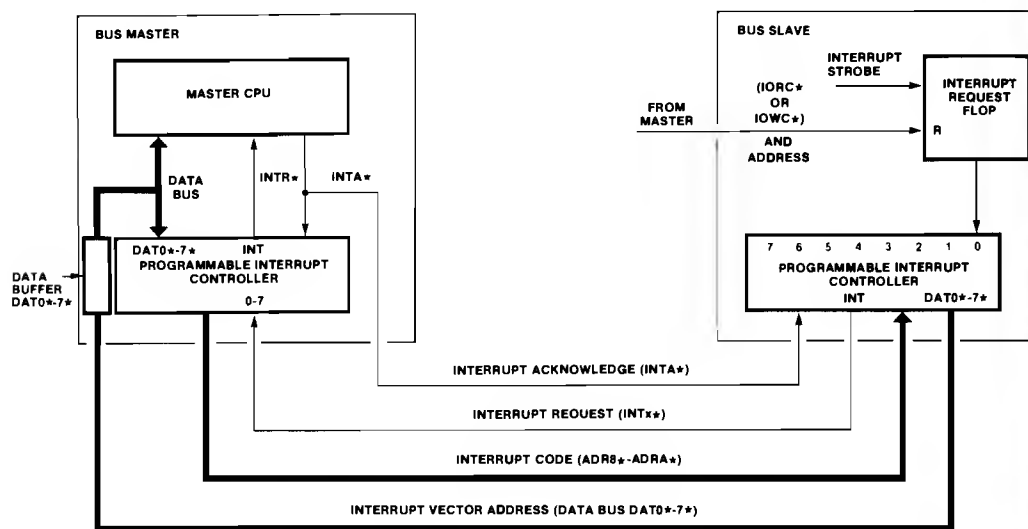 BUS MASTER
MASTER CPU
DATA
BUS
INTR*
INTA*
DAT0*-7*
INT
PROGRAMMABLE INTERRUPT
CONTROLLER
0-7
DATA
BUFFER
DAT0*-7*
BUS SLAVE
INTERRUPT
STROBE
FROM
MASTER
(IORC*
OR
IOWC*)
AND
ADDRESS
INTERRUPT
REQUEST
FLOP
R
7 6 5 4 3 2 1 0
PROGRAMMABLE INTERRUPT
CONTROLLER
INT
DAT0*-7*
INTERRUPT ACKNOWLEDGE (INTA*)
INTERRUPT REQUEST (INTx*)
INTERRUPT CODE (ADR8*-ADRA*)
INTERRUPT VECTOR ADDRESS (DATA BUS DAT0*-7*)